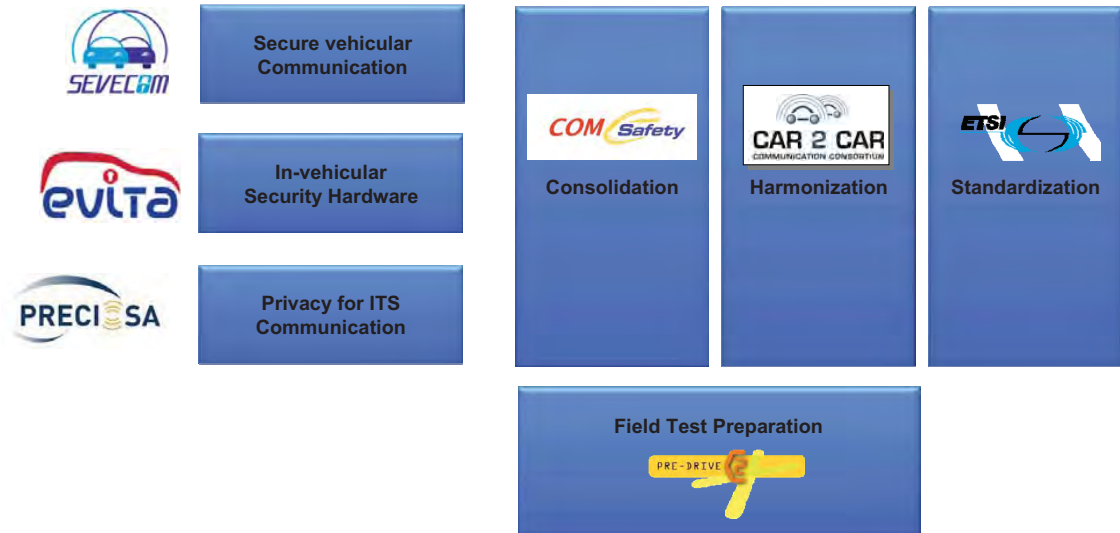 SEVECOM
Secure vehicular
Communication
evita
In-vehicular
Security Hardware
PRECIOSA
Privacy for ITS
Communication
COM Safety
Consolidation
CAR 2 CAR
COMMUNICATION CONSORTIUM
Harmonization
ETSI
Standardization
Field Test Preparation
PRE-DRIVE C2X